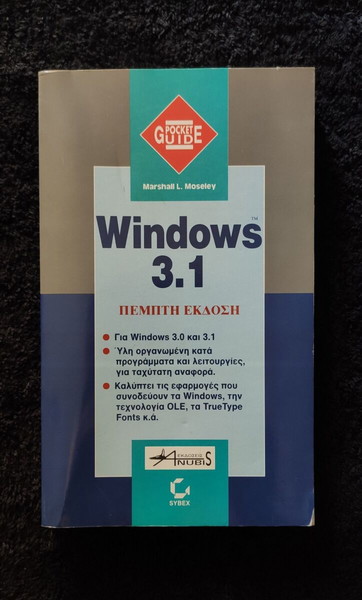 POCKET
GUIDE
Marshall L. Moseley
Windows™
3.1
ΠΕΜΠΤΗ ΕΚΔΟΣΗ
Για Windows 3.0 και 3.1
Ύλη οργανωμένη κατά
προγράμματα και λειτουργίες,
για ταχύτατη αναφορά.
Καλύπτει τις εφαρμογές που
συνοδεύουν τα Windows, την
τεχνολογία OLE, τα TrueType
Fonts κ.ά.
ΕΚΔΟΣΕΙΣ
ANUBIS
SYBEX